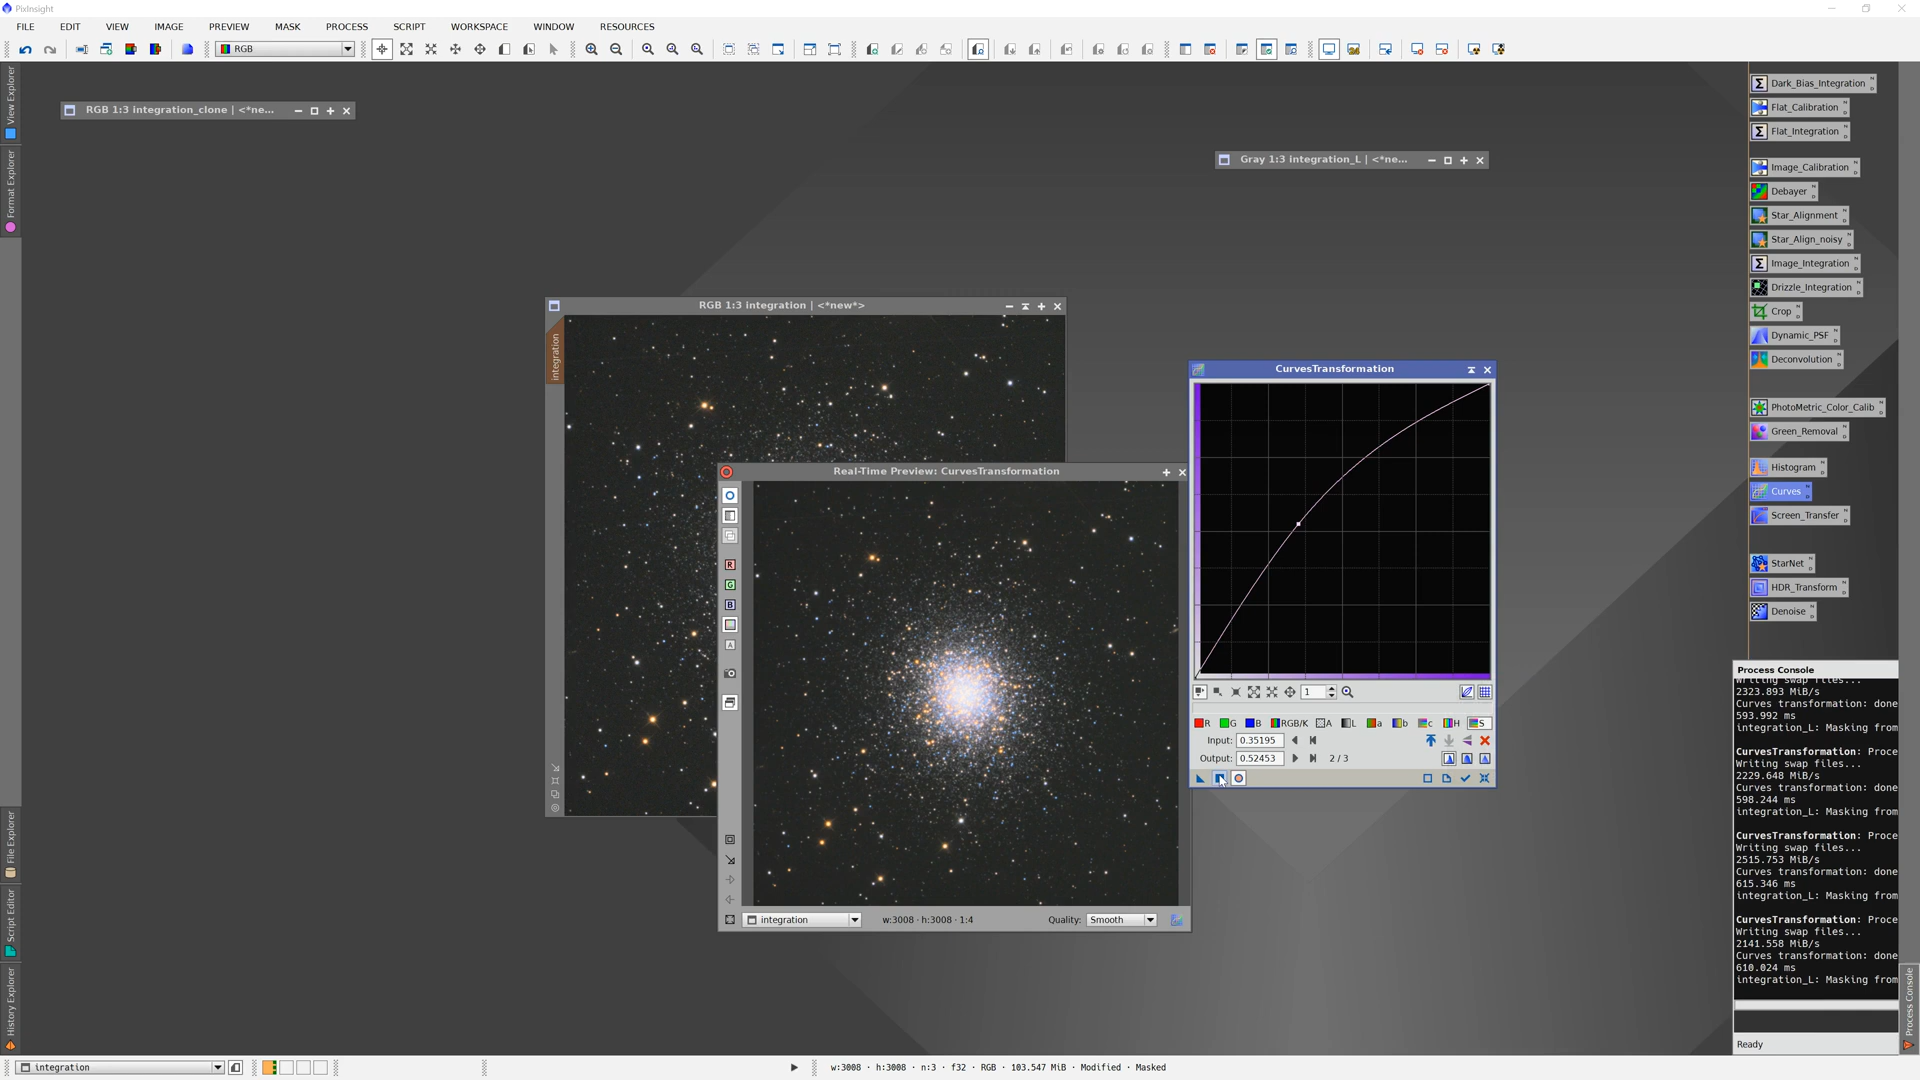 PixInsight
FILE EDIT VIEW IMAGE PREVIEW MASK PROCESS SCRIPT WORKSPACE WINDOW RESOURCES
RGB
View Explorer
Format Explorer
File Explorer
Script Editor
History Explorer
RGB 1:3 integration_clone | <*ne...
Gray 1:3 integration_L | <*ne...
RGB 1:3 integration | <*new*>
integration
Real-Time Preview: CurvesTransformation
R
G
B
A
integration
w:3008 · h:3008 · 1:4
Quality: Smooth
CurvesTransformation
1
R G B RGB/K A L a b c H S
Input: 0.35195
Output: 0.52453 2 / 3
Dark_Bias_Integration
Flat_Calibration
Flat_Integration
Image_Calibration
Debayer
Star_Alignment
Star_Align_noisy
Image_Integration
Drizzle_Integration
Crop
Dynamic_PSF
Deconvolution
PhotoMetric_Color_Calib
Green_Removal
Histogram
Curves
Screen_Transfer
StarNet
HDR_Transform
Denoise
Process Console
Writing swap files...
2323.893 MiB/s
Curves transformation: done
593.992 ms
integration_L: Masking from
CurvesTransformation: Proce
Writing swap files...
2229.648 MiB/s
Curves transformation: done
598.244 ms
integration_L: Masking from
CurvesTransformation: Proce
Writing swap files...
2515.753 MiB/s
Curves transformation: done
615.346 ms
integration_L: Masking from
CurvesTransformation: Proce
Writing swap files...
2141.558 MiB/s
Curves transformation: done
610.024 ms
integration_L: Masking from
Ready
Process Console
integration
w:3008 · h:3008 · n:3 · f32 · RGB · 103.547 MiB · Modified · Masked